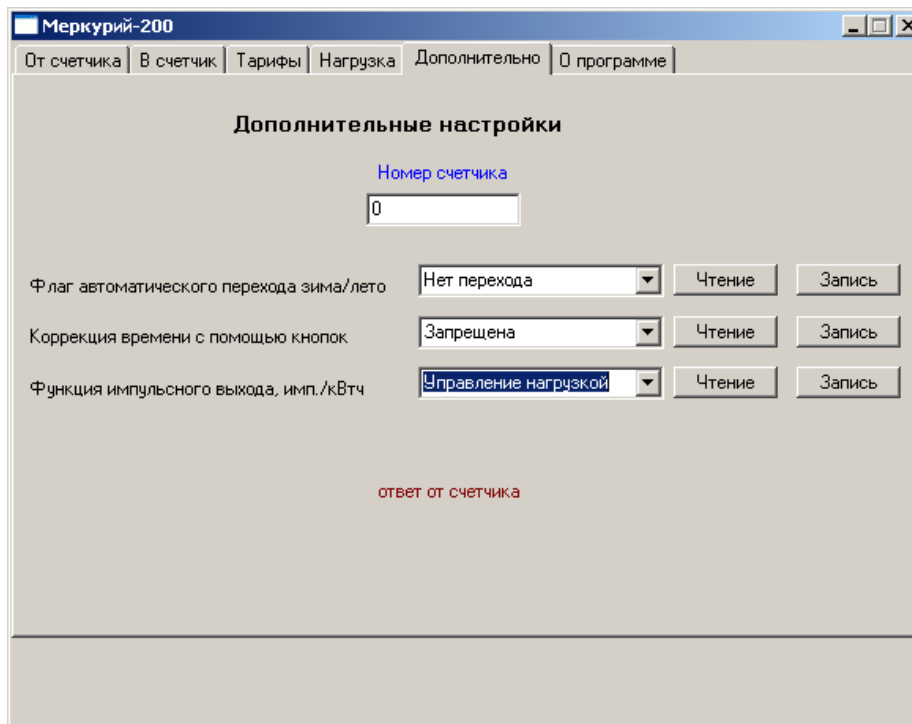 Меркурий-200
От счетчика В счетчик Тарифы Нагрузка Дополнительно О программе
Дополнительные настройки
Номер счетчика
0
Флаг автоматического перехода зима/лето Нет перехода Чтение Запись
Коррекция времени с помощью кнопок Запрещена Чтение Запись
Функция импульсного выхода, имп./кВтч Управление нагрузкой Чтение Запись
ответ от счетчика